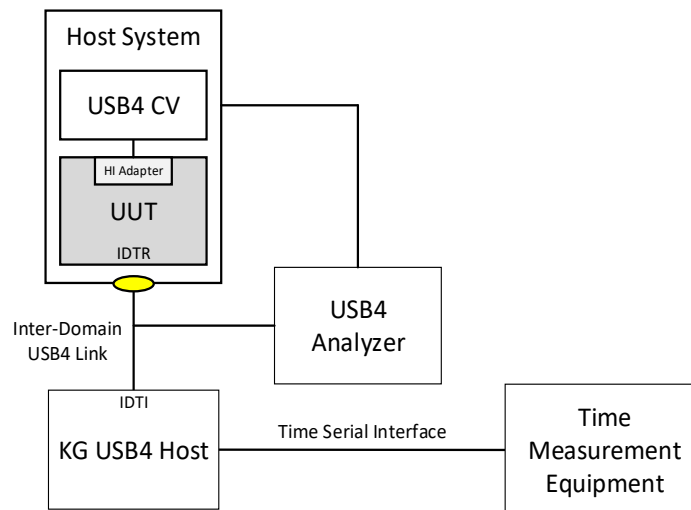 Host System
USB4 CV
HI Adapter
UUT
IDTR
Inter-Domain
USB4 Link
USB4
Analyzer
IDTI
KG USB4 Host
Time Serial Interface
Time
Measurement
Equipment